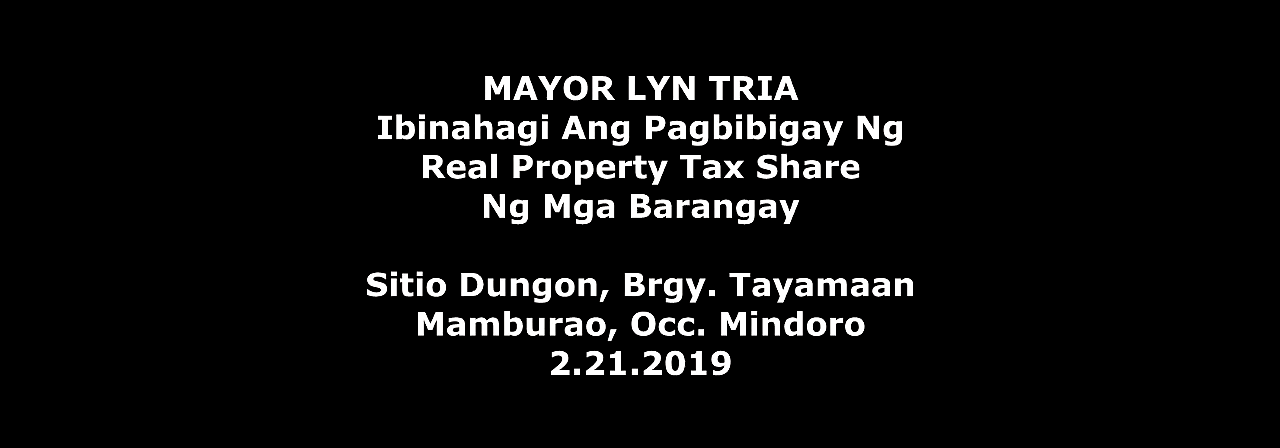 MAYOR LYN TRIA
Ibinahagi Ang Pagbibigay Ng
Real Property Tax Share
Ng Mga Barangay
Sitio Dungon, Brgy. Tayamaan
Mamburao, Occ. Mindoro
2.21.2019